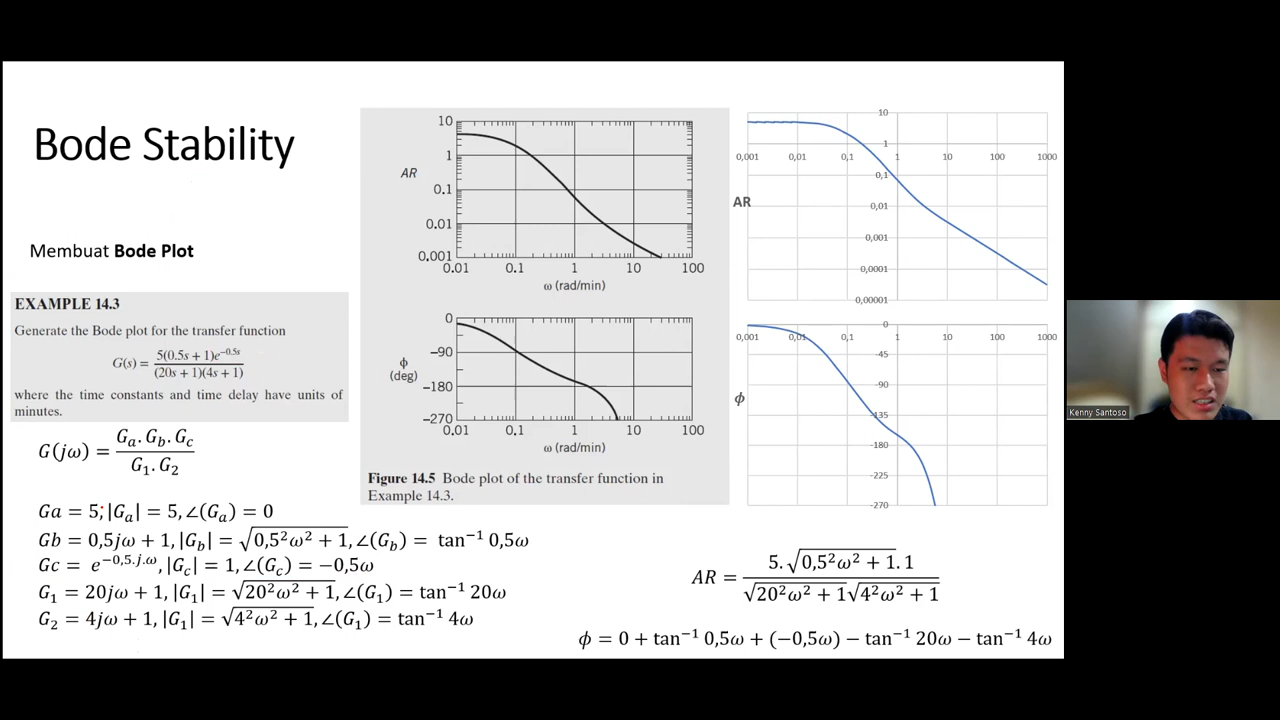 Bode Stability
Membuat Bode Plot
EXAMPLE 14.3
Generate the Bode plot for the transfer function
G(s) = 5(0.5s + 1)e^−0.5s / (20s + 1)(4s + 1)
where the time constants and time delay have units of
minutes.
G(jω) = Ga. Gb. Gc / G1. G2
Ga = 5; |Ga| = 5, ∠(Ga) = 0
Gb = 0,5jω + 1, |Gb| = √(0,5²ω² + 1), ∠(Gb) = tan⁻¹ 0,5ω
Gc = e^−0,5.j.ω, |Gc| = 1, ∠(Gc) = −0,5ω
G1 = 20jω + 1, |G1| = √(20²ω² + 1), ∠(G1) = tan⁻¹ 20ω
G2 = 4jω + 1, |G1| = √(4²ω² + 1), ∠(G1) = tan⁻¹ 4ω
10
1
AR
0.1
0.01
0.001
0.01 0.1 1 10 100
ω (rad/min)
0
−90
ϕ
(deg)
−180
−270
0.01 0.1 1 10 100
ω (rad/min)
Figure 14.5 Bode plot of the transfer function in
Example 14.3.
10
1
0,001 0,01 0,1 1 10 100 1000
0,1
AR
0,01
0,001
0,0001
0,00001
0
0,001 0,01 0,1 1 10 100 1000
-45
-90
ϕ
-135
-180
-225
-270
AR = 5.√(0,5²ω² + 1). 1 / √(20²ω² + 1)√(4²ω² + 1)
ϕ = 0 + tan⁻¹ 0,5ω + (−0,5ω) − tan⁻¹ 20ω − tan⁻¹ 4ω
Kenny Santoso